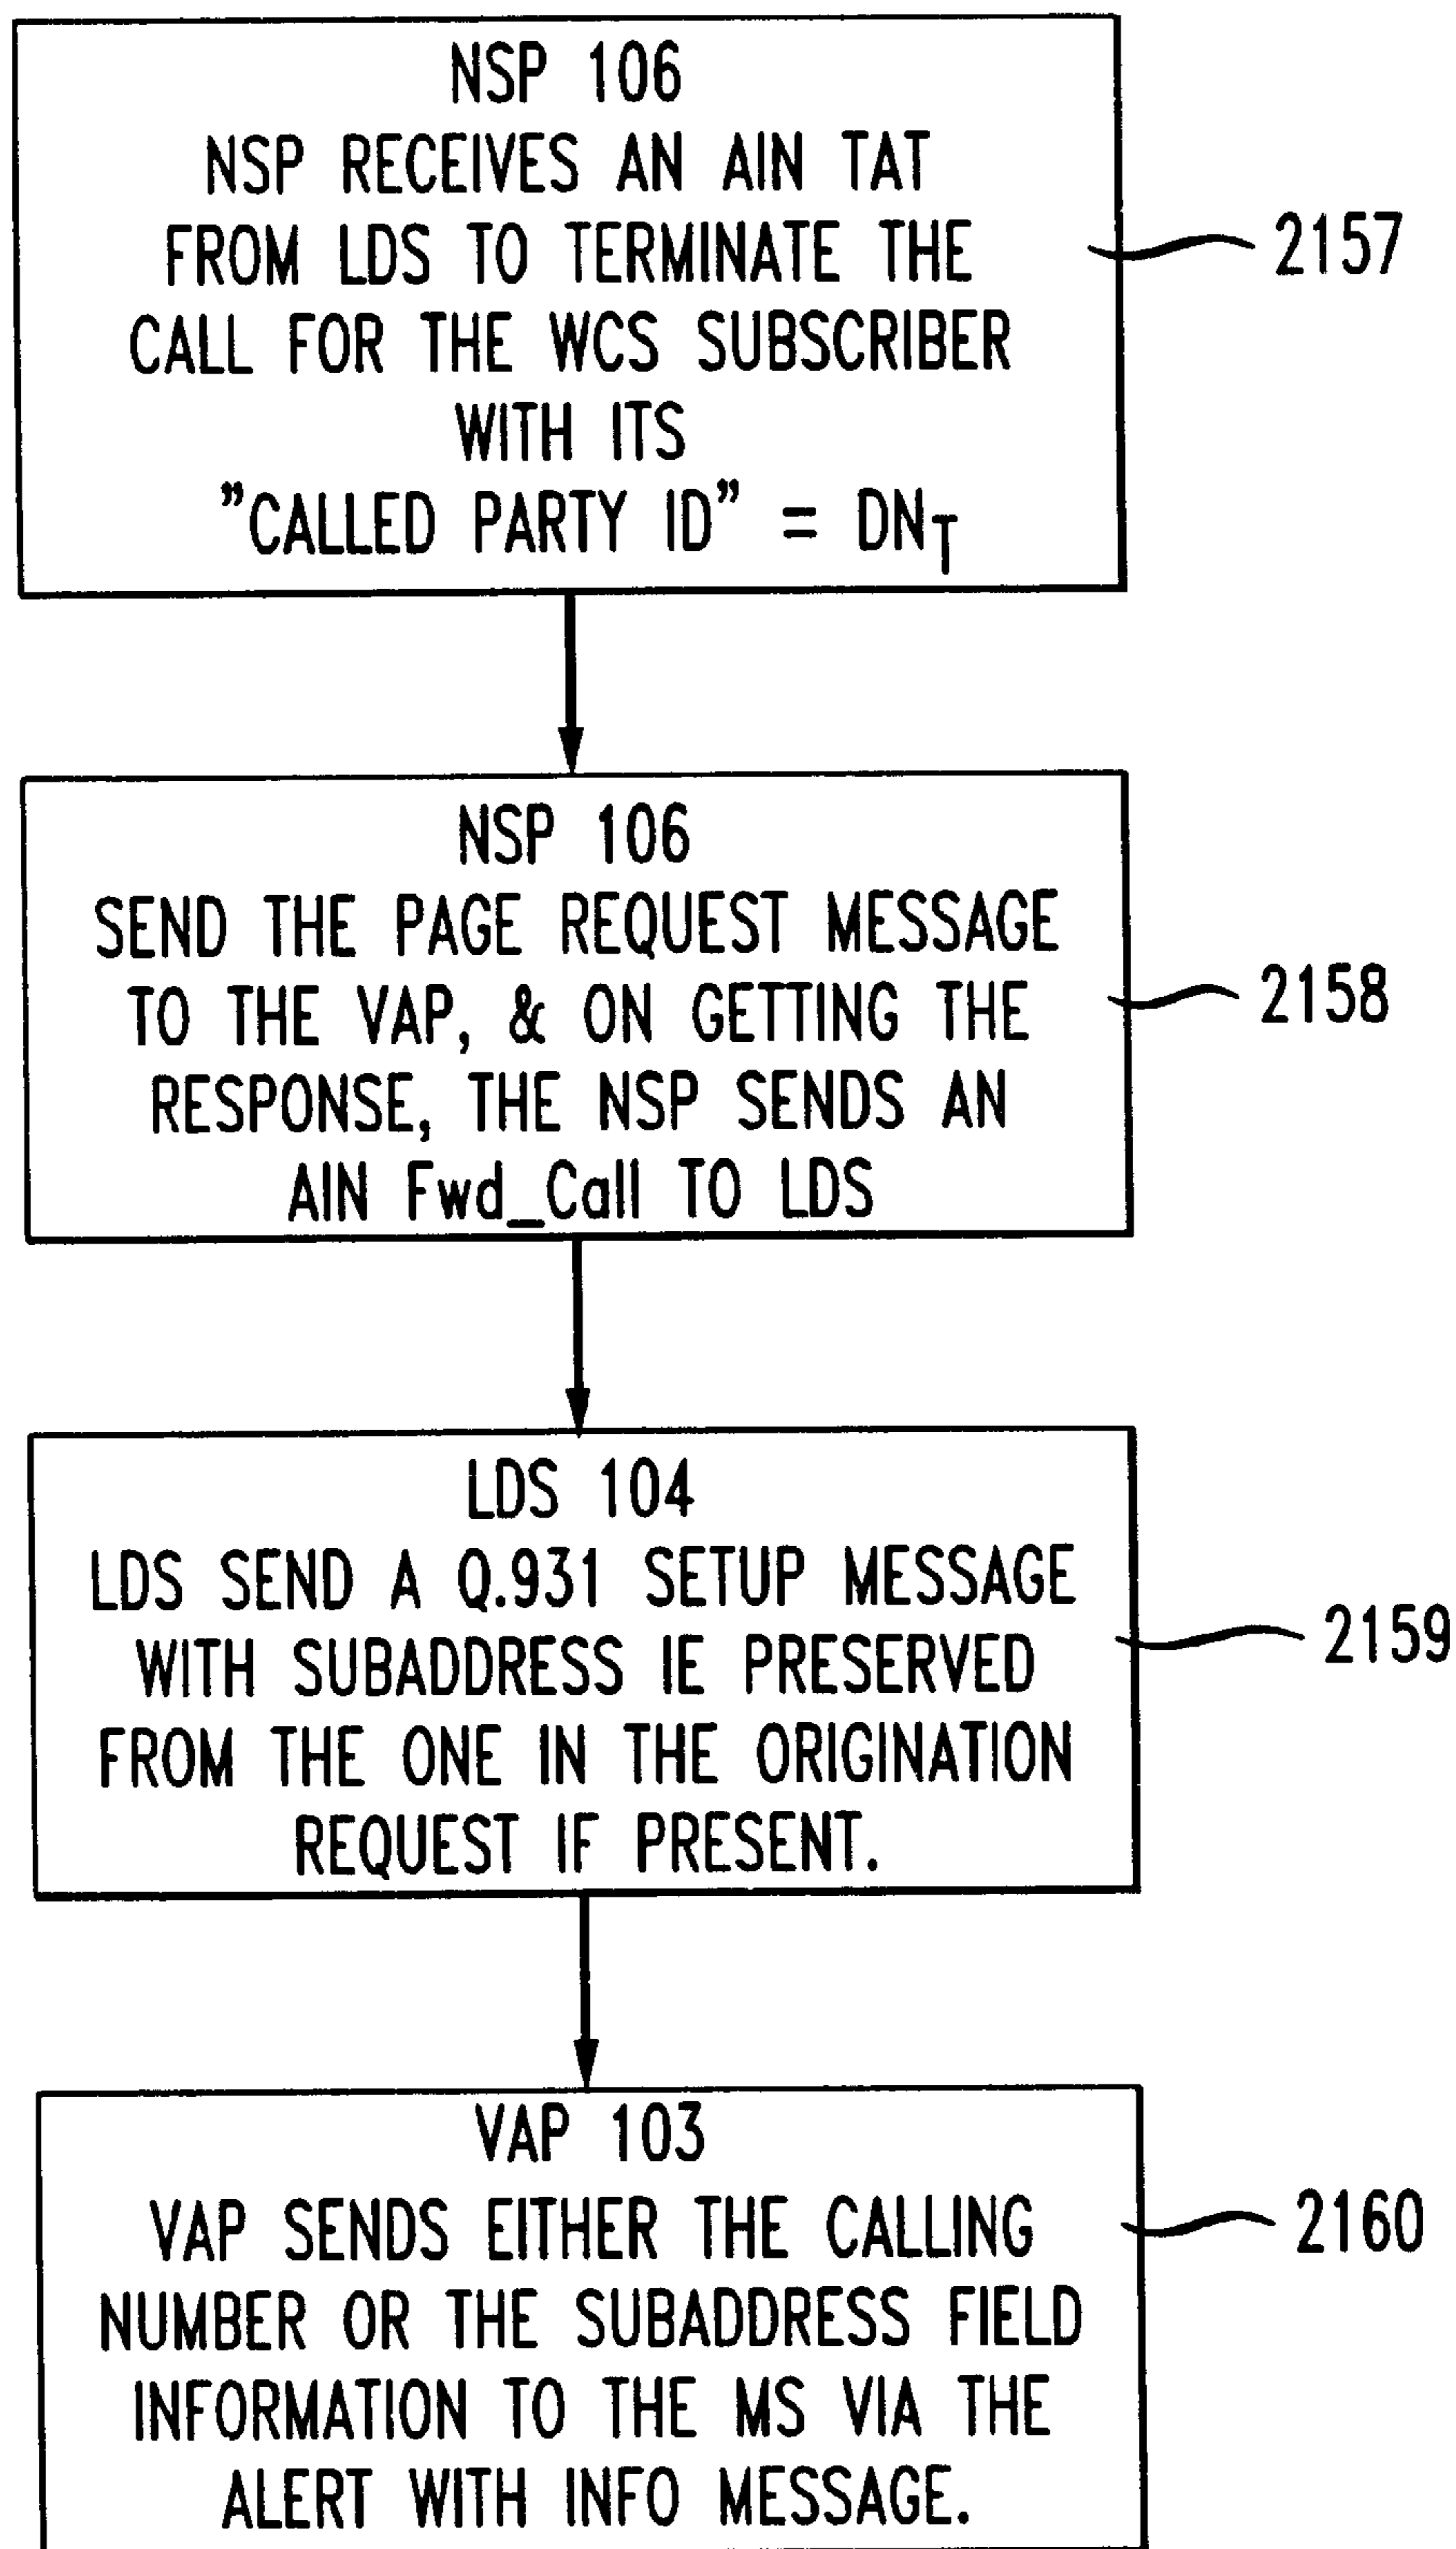 NSP 106
NSP RECEIVES AN AIN TAT
FROM LDS TO TERMINATE THE
CALL FOR THE WCS SUBSCRIBER
WITH ITS
"CALLED PARTY ID" = DN_T
2157
NSP 106
SEND THE PAGE REQUEST MESSAGE
TO THE VAP, & ON GETTING THE
RESPONSE, THE NSP SENDS AN
AIN Fwd_Call TO LDS
2158
LDS 104
LDS SEND A Q.931 SETUP MESSAGE
WITH SUBADDRESS IE PRESERVED
FROM THE ONE IN THE ORIGINATION
REQUEST IF PRESENT.
2159
VAP 103
VAP SENDS EITHER THE CALLING
NUMBER OR THE SUBADDRESS FIELD
INFORMATION TO THE MS VIA THE
ALERT WITH INFO MESSAGE.
2160